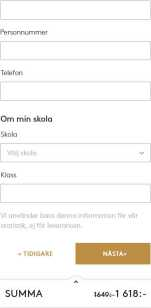 Personnummer
Telefon
Om min skola
Skola
Välj skola
Klass
Vi använder bara denna information för vår
statistik, ej för leveransen.
« TIDIGARE
NÄSTA»
SUMMA 1649:- 1 618:-